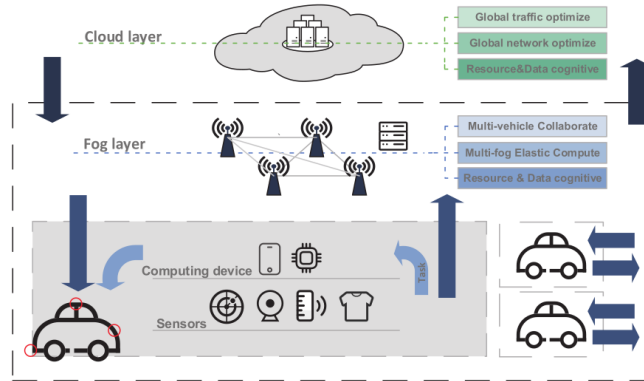 Global traffic optimize
Cloud layer
Global network optimize
Resource&Data cognitive
Multi-vehicle Collaborate
Fog layer
Multi-fog Elastic Compute
Resource & Data cognitive
Computing device
Task
Sensors